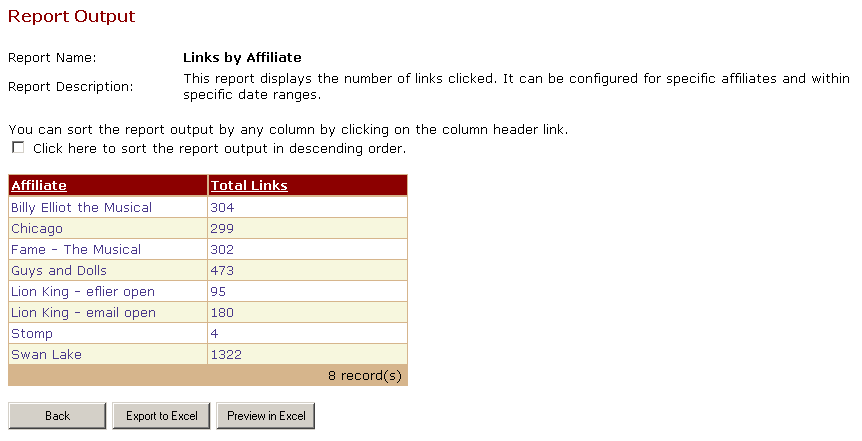 Report Output
Report Name: Links by Affiliate
Report Description: This report displays the number of links clicked. It can be configured for specific affiliates and within
specific date ranges.
You can sort the report output by any column by clicking on the column header link.
Click here to sort the report output in descending order.
Affiliate Total Links
Billy Elliot the Musical 304
Chicago 299
Fame - The Musical 302
Guys and Dolls 473
Lion King - eflier open 95
Lion King - email open 180
Stomp 4
Swan Lake 1322
8 record(s)
Back Export to Excel Preview in Excel